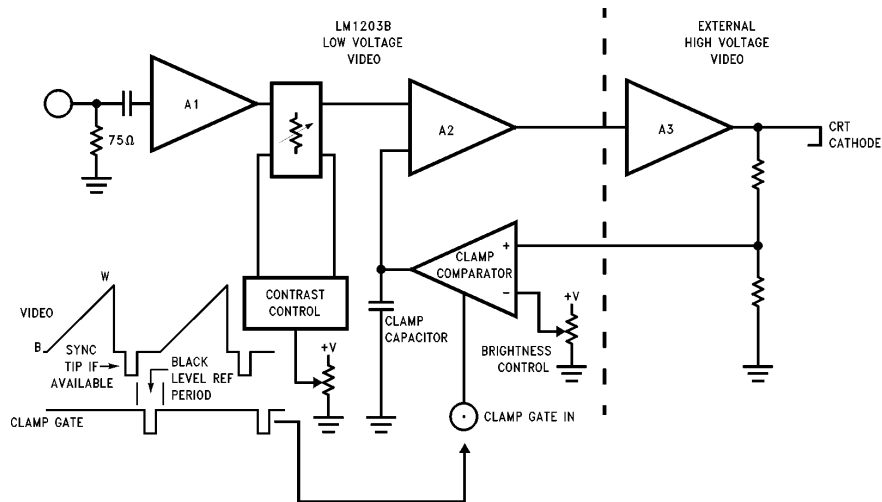 LM1203B
LOW VOLTAGE
VIDEO
EXTERNAL
HIGH VOLTAGE
VIDEO
A1
A2
A3
75Ω
CRT
CATHODE
CLAMP
COMPARATOR
+
-
W
VIDEO
B
SYNC
TIP IF
AVAILABLE
BLACK
LEVEL REF
PERIOD
CONTRAST
CONTROL
+V
CLAMP
CAPACITOR
+V
BRIGHTNESS
CONTROL
CLAMP GATE
CLAMP GATE IN